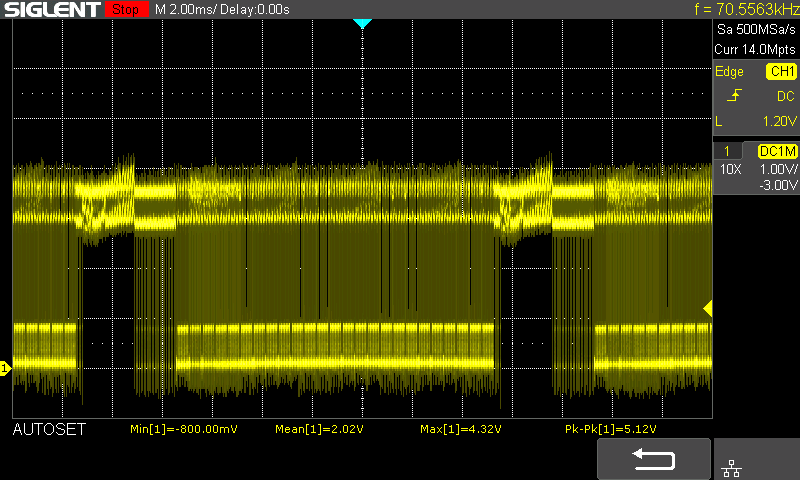 SIGLENT Stop M 2.00ms/ Delay:0.00s f = 70.5563kHz
Sa 500MSa/s
Curr 14.0Mpts
Edge CH1
DC
L 1.20V
1 DC1M
10X 1.00V/
-3.00V
1
AUTOSET Min[1]=-800.00mV Mean[1]=2.02V Max[1]=4.32V Pk-Pk[1]=5.12V